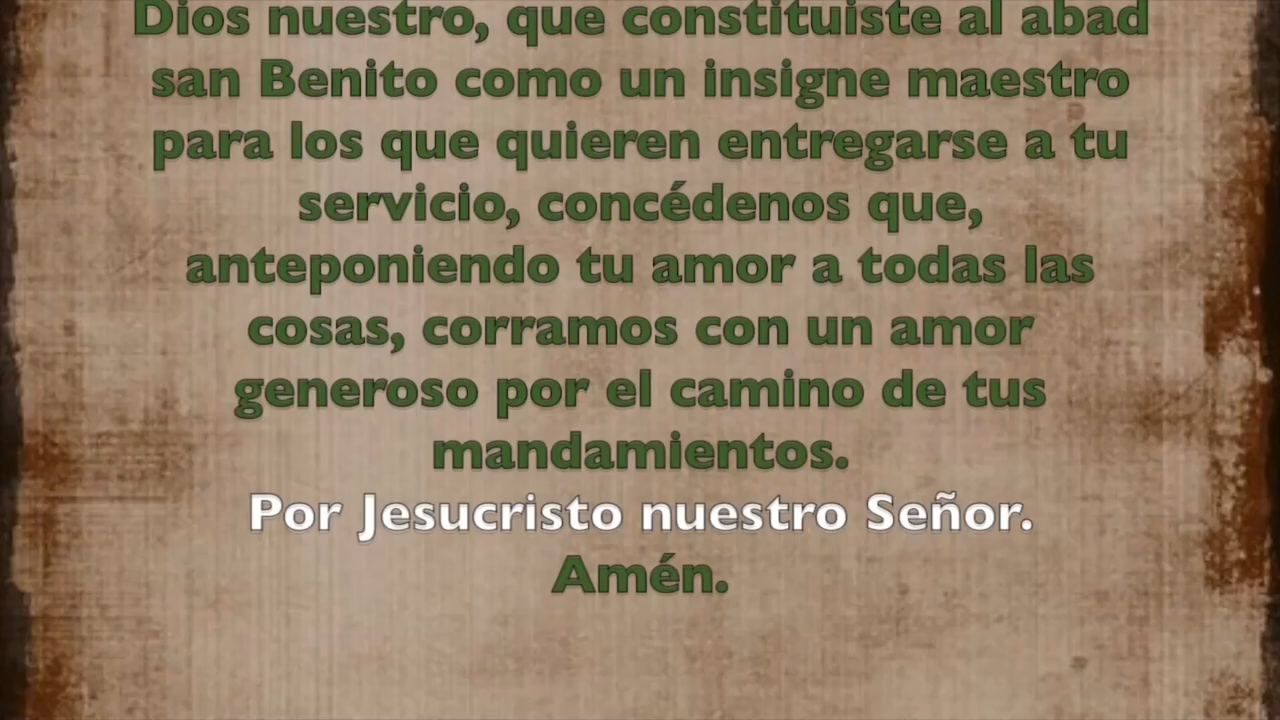 Dios nuestro, que constituiste al abad
san Benito como un insigne maestro
para los que quieren entregarse a tu
servicio, concédenos que,
anteponiendo tu amor a todas las
cosas, corramos con un amor
generoso por el camino de tus
mandamientos.
Por Jesucristo nuestro Señor.
Amén.